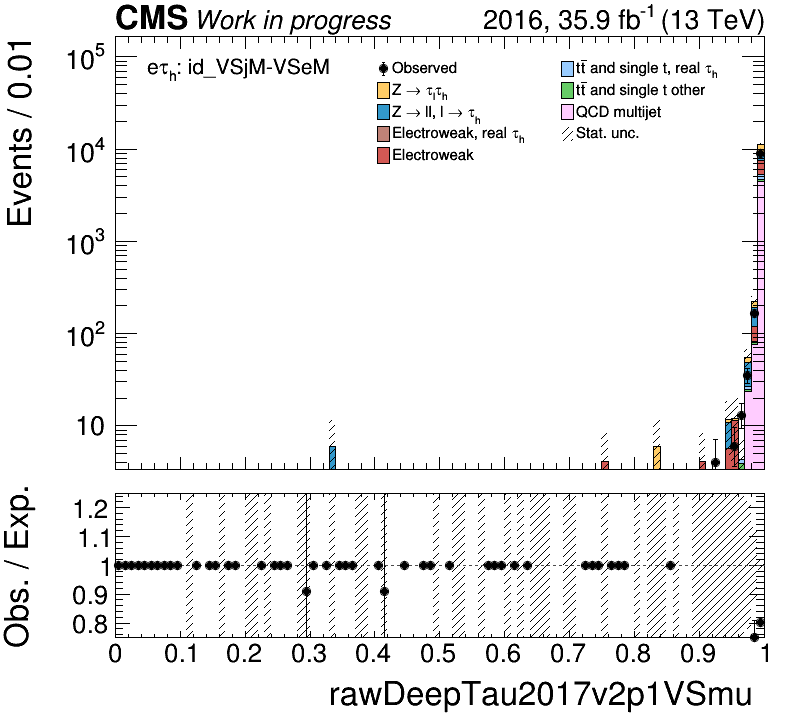 CMS Work in progress
2016, 35.9 fb⁻¹ (13 TeV)
eτₕ: id_VSjM-VSeM
Observed
Z → τₗτₕ
Z → ll, l → τₕ
Electroweak, real τₕ
Electroweak
tt̄ and single t, real τₕ
tt̄ and single t other
QCD multijet
Stat. unc.
Events / 0.01
10⁵
10⁴
10³
10²
10
Obs. / Exp.
1.2
1.1
1
0.9
0.8
0 0.1 0.2 0.3 0.4 0.5 0.6 0.7 0.8 0.9 1
rawDeepTau2017v2p1VSmu